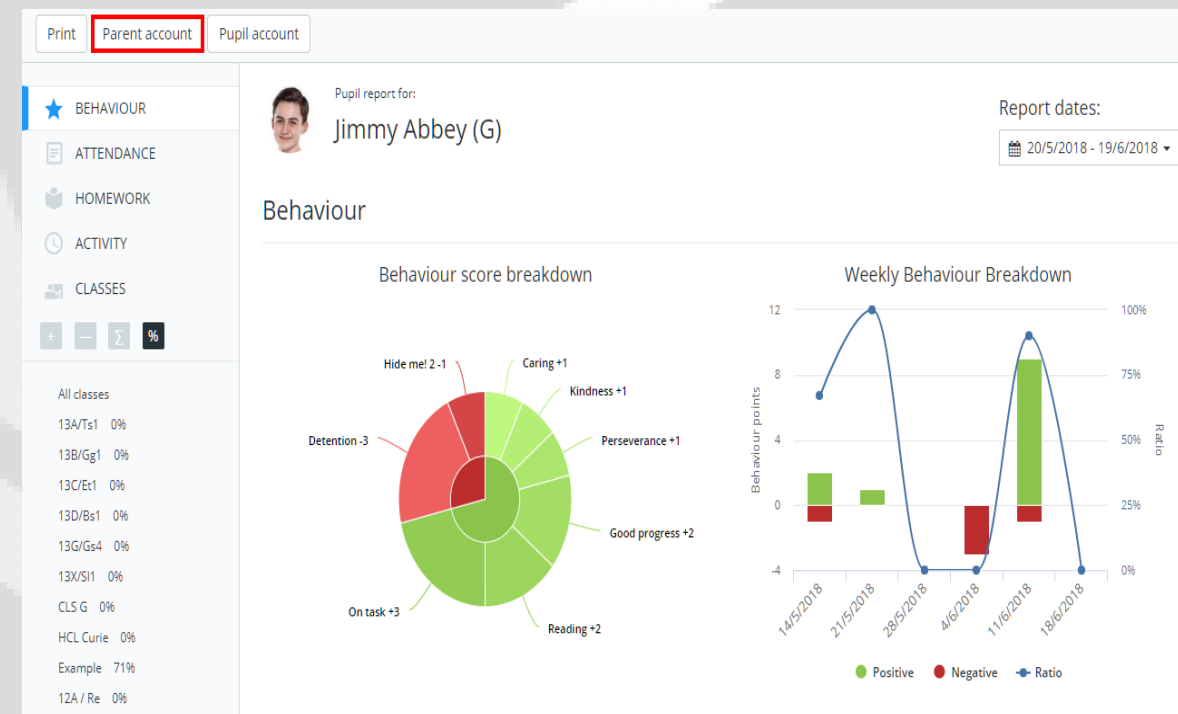 Print Parent account Pupil account
BEHAVIOUR
ATTENDANCE
HOMEWORK
ACTIVITY
CLASSES
+ — ∑ %
All classes
13A/Ts1 0%
13B/Gg1 0%
13C/Et1 0%
13D/Bs1 0%
13G/Gs4 0%
13X/Sl1 0%
CLS G 0%
HCL Curie 0%
Example 71%
12A / Re 0%
Pupil report for:
Jimmy Abbey (G)
Report dates:
20/5/2018 - 19/6/2018
Behaviour
Behaviour score breakdown
Hide me! 2 -1
Caring +1
Kindness +1
Detention -3
Perseverance +1
Good progress +2
On task +3
Reading +2
Weekly Behaviour Breakdown
Behaviour points
12
8
4
0
-4
100%
75%
50%
25%
0%
Ratio
14/5/2018
21/5/2018
28/5/2018
4/6/2018
11/6/2018
18/6/2018
Positive Negative Ratio